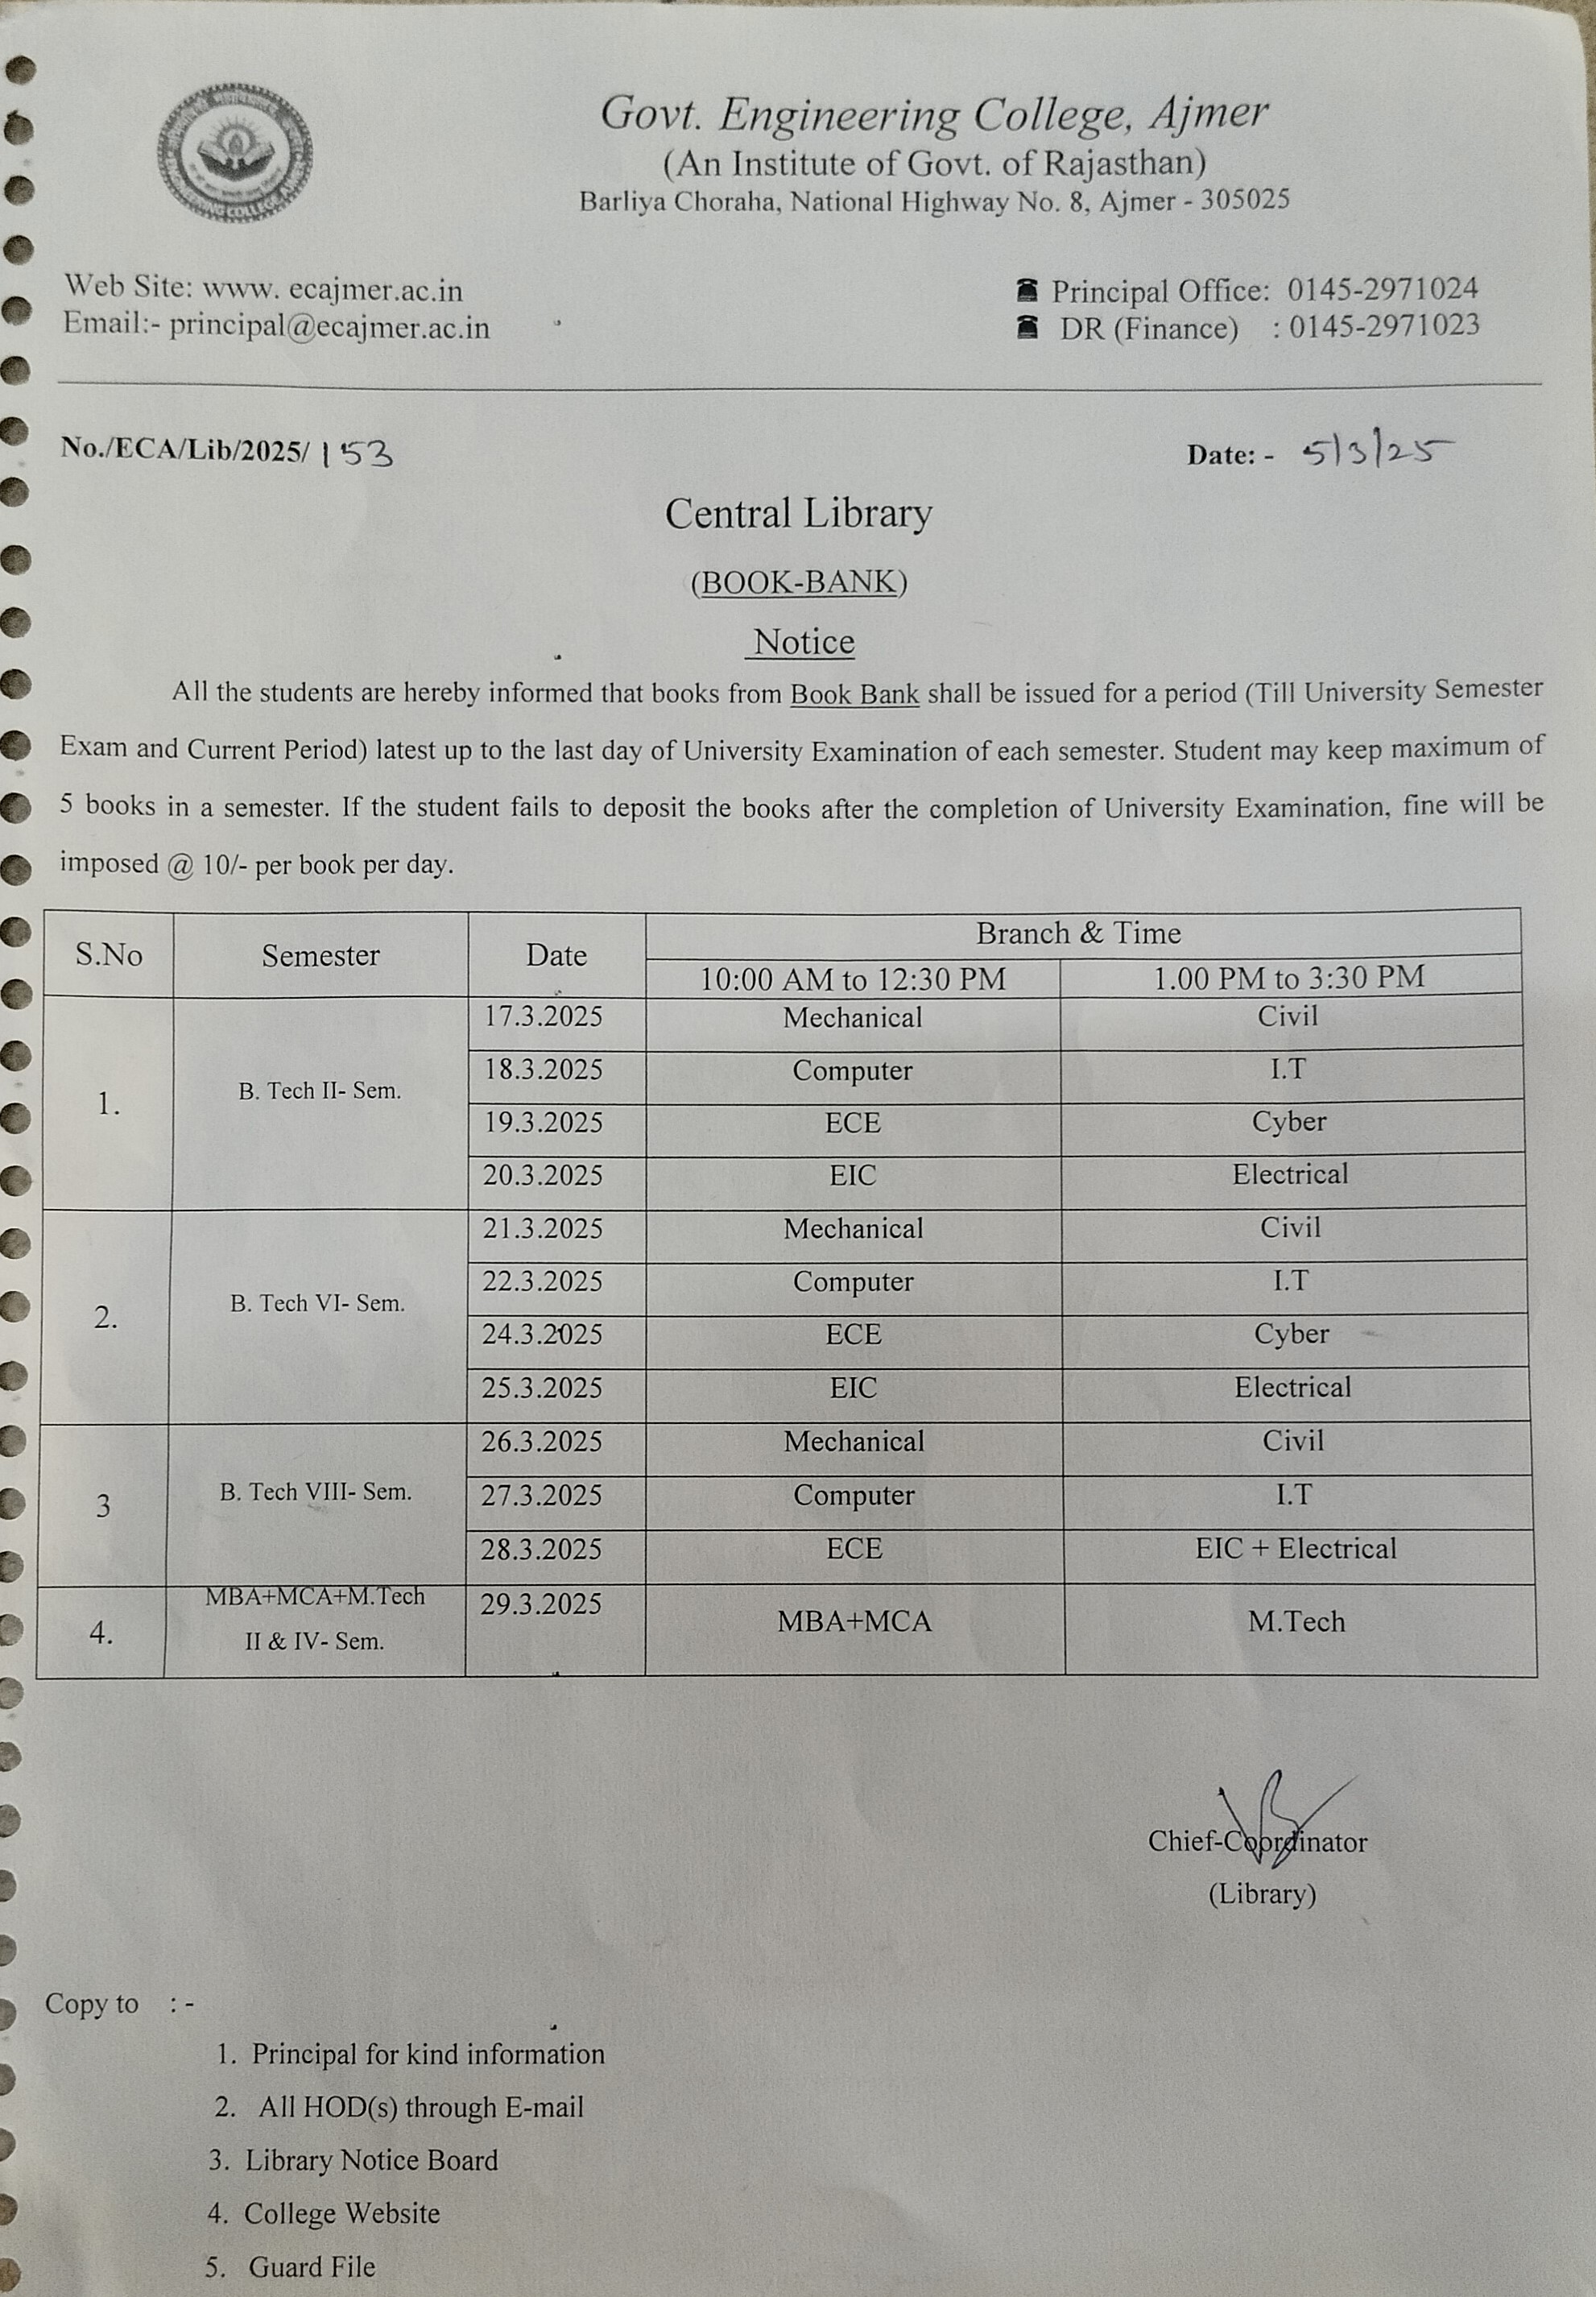 Govt. Engineering College, Ajmer
(An Institute of Govt. of Rajasthan)
Barliya Choraha, National Highway No. 8, Ajmer - 305025
Web Site: www. ecajmer.ac.in
Principal Office: 0145-2971024
Email:- principal@ecajmer.ac.in
DR (Finance) : 0145-2971023
No./ECA/Lib/2025/ 153
Date: - 5/3/25
Central Library
(BOOK-BANK)
Notice
All the students are hereby informed that books from Book Bank shall be issued for a period (Till University Semester
Exam and Current Period) latest up to the last day of University Examination of each semester. Student may keep maximum of
5 books in a semester. If the student fails to deposit the books after the completion of University Examination, fine will be
imposed @ 10/- per book per day.
S.No Semester Date Branch & Time
10:00 AM to 12:30 PM 1.00 PM to 3:30 PM
1. B. Tech II- Sem. 17.3.2025 Mechanical Civil
18.3.2025 Computer I.T
19.3.2025 ECE Cyber
20.3.2025 EIC Electrical
2. B. Tech VI- Sem. 21.3.2025 Mechanical Civil
22.3.2025 Computer I.T
24.3.2025 ECE Cyber
25.3.2025 EIC Electrical
3 B. Tech VIII- Sem. 26.3.2025 Mechanical Civil
27.3.2025 Computer I.T
28.3.2025 ECE EIC + Electrical
4. MBA+MCA+M.Tech 29.3.2025 MBA+MCA M.Tech
II & IV- Sem.
Chief-Coordinator
(Library)
Copy to : -
1. Principal for kind information
2. All HOD(s) through E-mail
3. Library Notice Board
4. College Website
5. Guard File